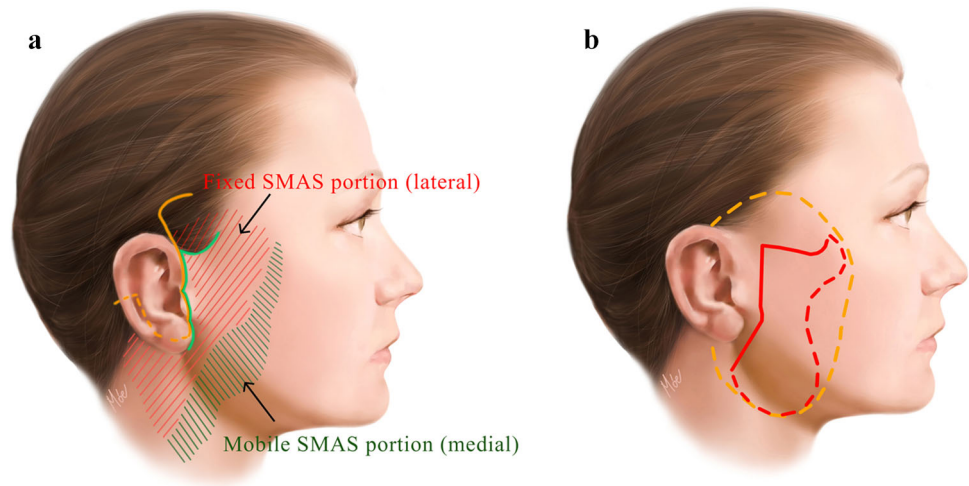 a
b
Fixed SMAS portion (lateral)
Mobile SMAS portion (medial)